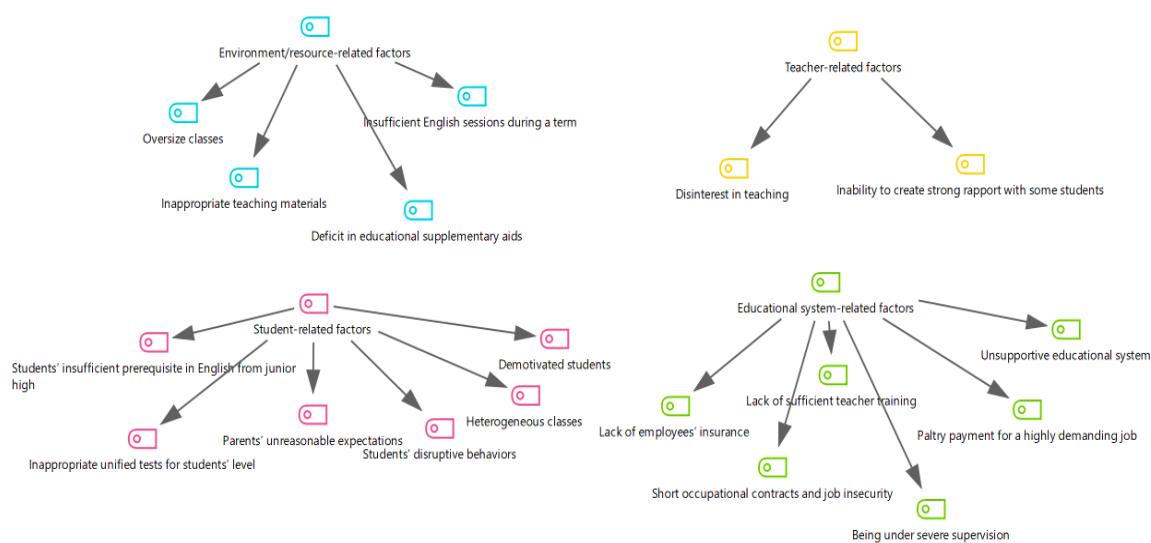 Environment/resource-related factors
Oversize classes
Insufficient English sessions during a term
Inappropriate teaching materials
Deficit in educational supplementary aids
Teacher-related factors
Disinterest in teaching
Inability to create strong rapport with some students
Student-related factors
Students' insufficient prerequisite in English from junior
high
Demotivated students
Heterogeneous classes
Parents' unreasonable expectations
Students' disruptive behaviors
Inappropriate unified tests for students' level
Educational system-related factors
Unsupportive educational system
Lack of sufficient teacher training
Lack of employees' insurance
Paltry payment for a highly demanding job
Short occupational contracts and job insecurity
Being under severe supervision